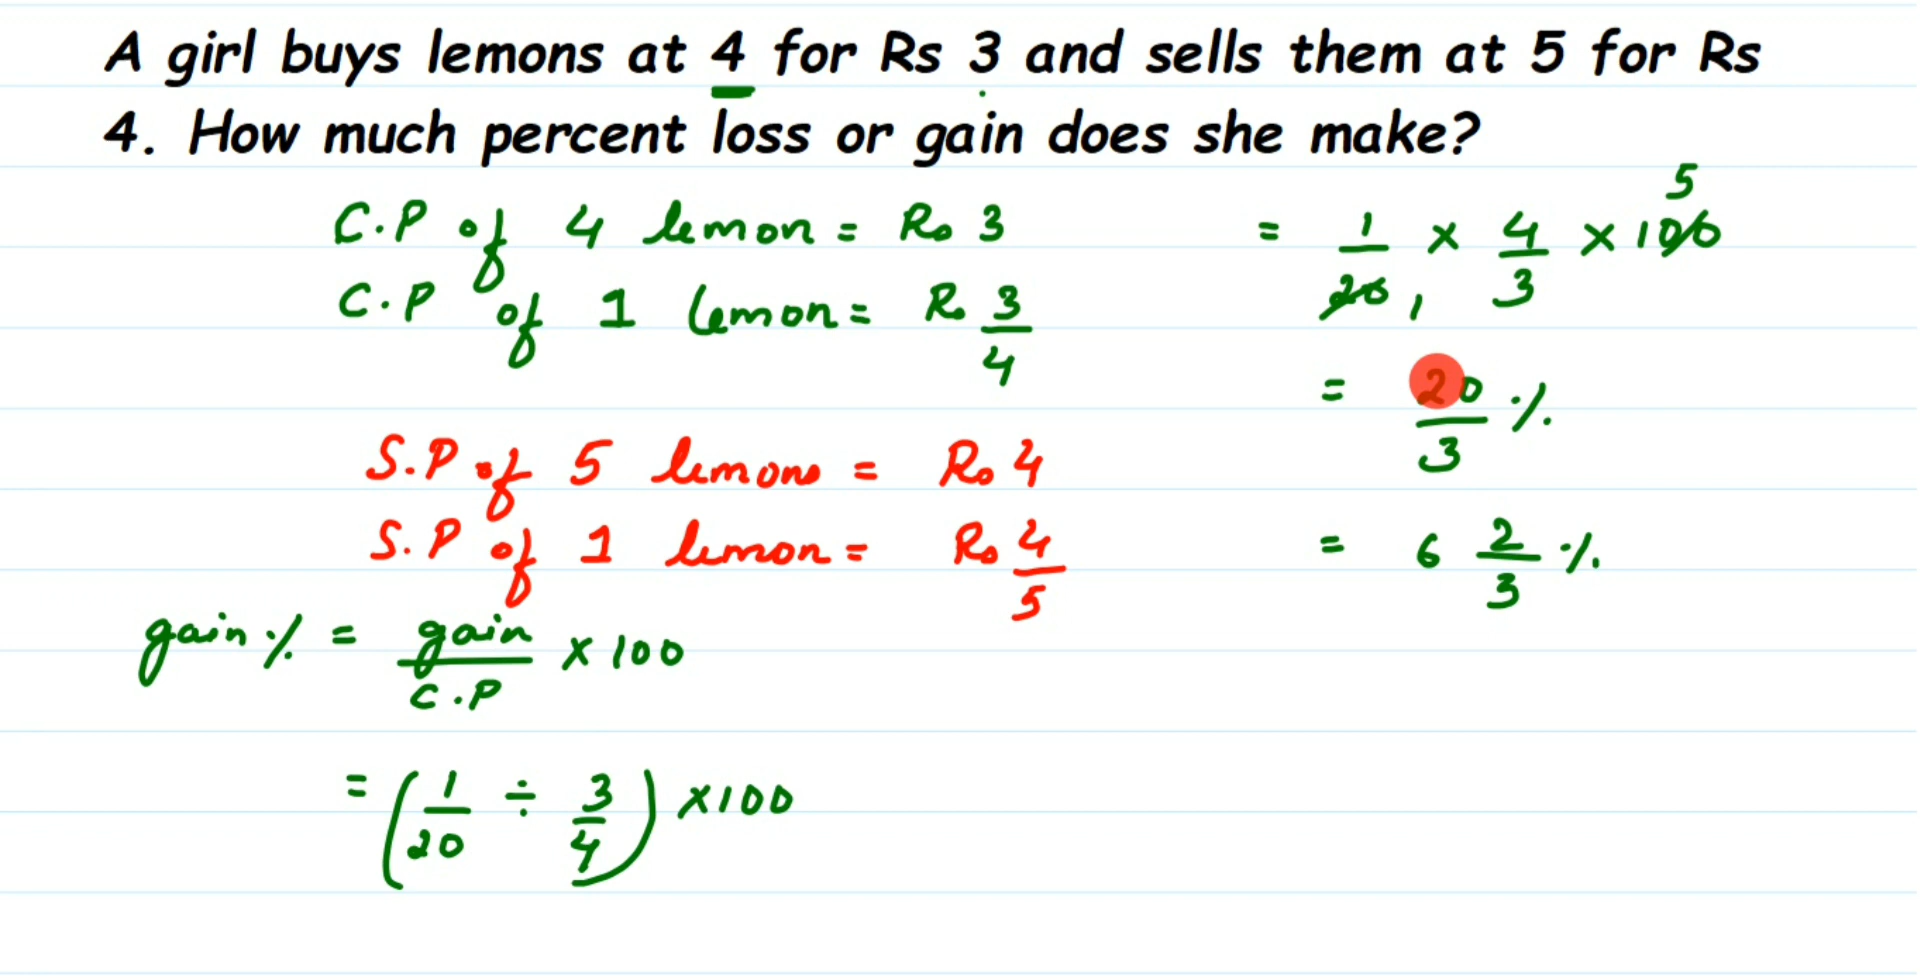 A girl buys lemons at 4 for Rs 3 and sells them at 5 for Rs
4. How much percent loss or gain does she make?
C.P of 4 lemon = Rs 3
C.P of 1 lemon = Rs 3/4
S.P of 5 lemons = Rs 4
S.P of 1 lemon = Rs 4/5
gain % = gain/C.P × 100
= (1/20 ÷ 3/4) × 100
5
= 1/20 × 4/3 × 100
1
= 20/3 %
= 6 2/3 %